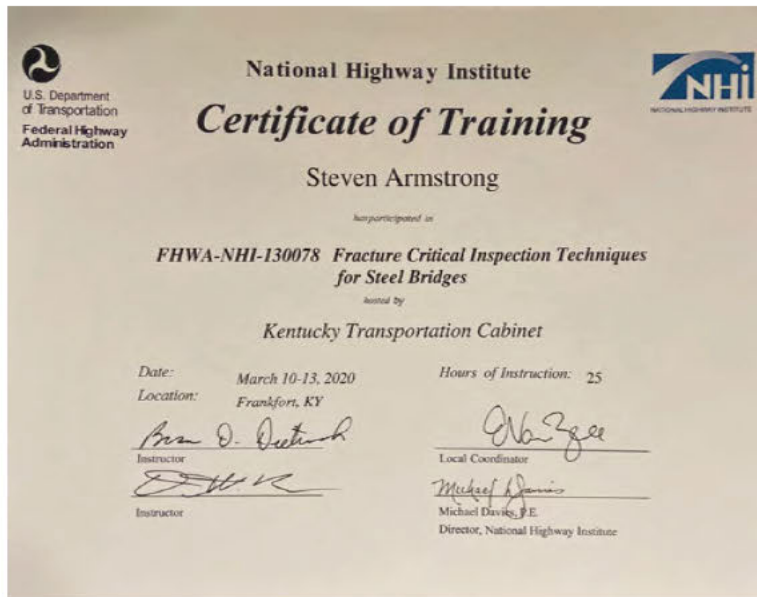 U.S. Department
of Transportation
Federal Highway
Administration
National Highway Institute
NHi
NATIONAL HIGHWAY INSTITUTE
Certificate of Training
Steven Armstrong
has participated in
FHWA-NHI-130078 Fracture Critical Inspection Techniques
for Steel Bridges
hosted by
Kentucky Transportation Cabinet
Date: March 10-13, 2020
Location: Frankfort, KY
Instructor
Instructor
Hours of Instruction: 25
Local Coordinator
Michael Davies, P.E.
Director, National Highway Institute